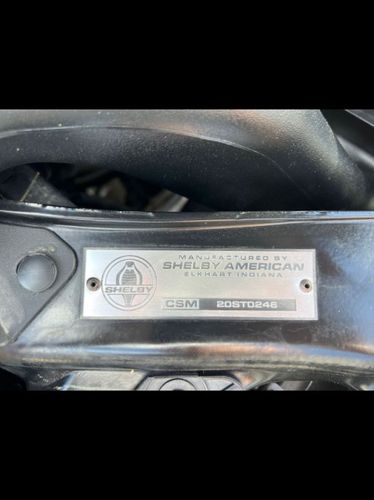 MANUFACTURED BY
SHELBY AMERICAN
ELKHART INDIANA
SHELBY
CSM 20ST0246